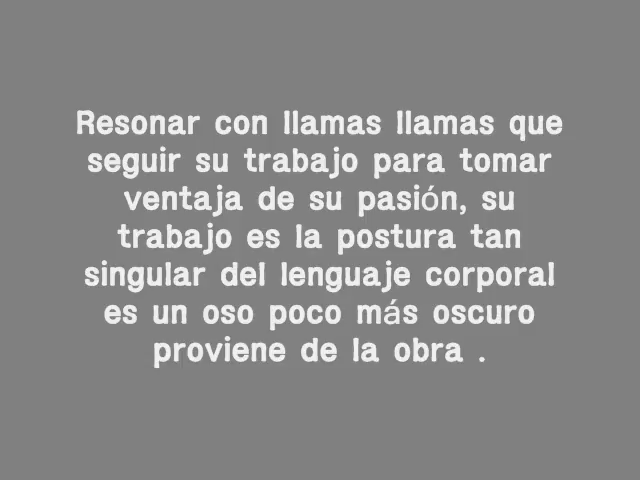 Resonar con llamas llamas que
seguir su trabajo para tomar
ventaja de su pasión, su
trabajo es la postura tan
singular del lenguaje corporal
es un oso poco más oscuro
proviene de la obra .